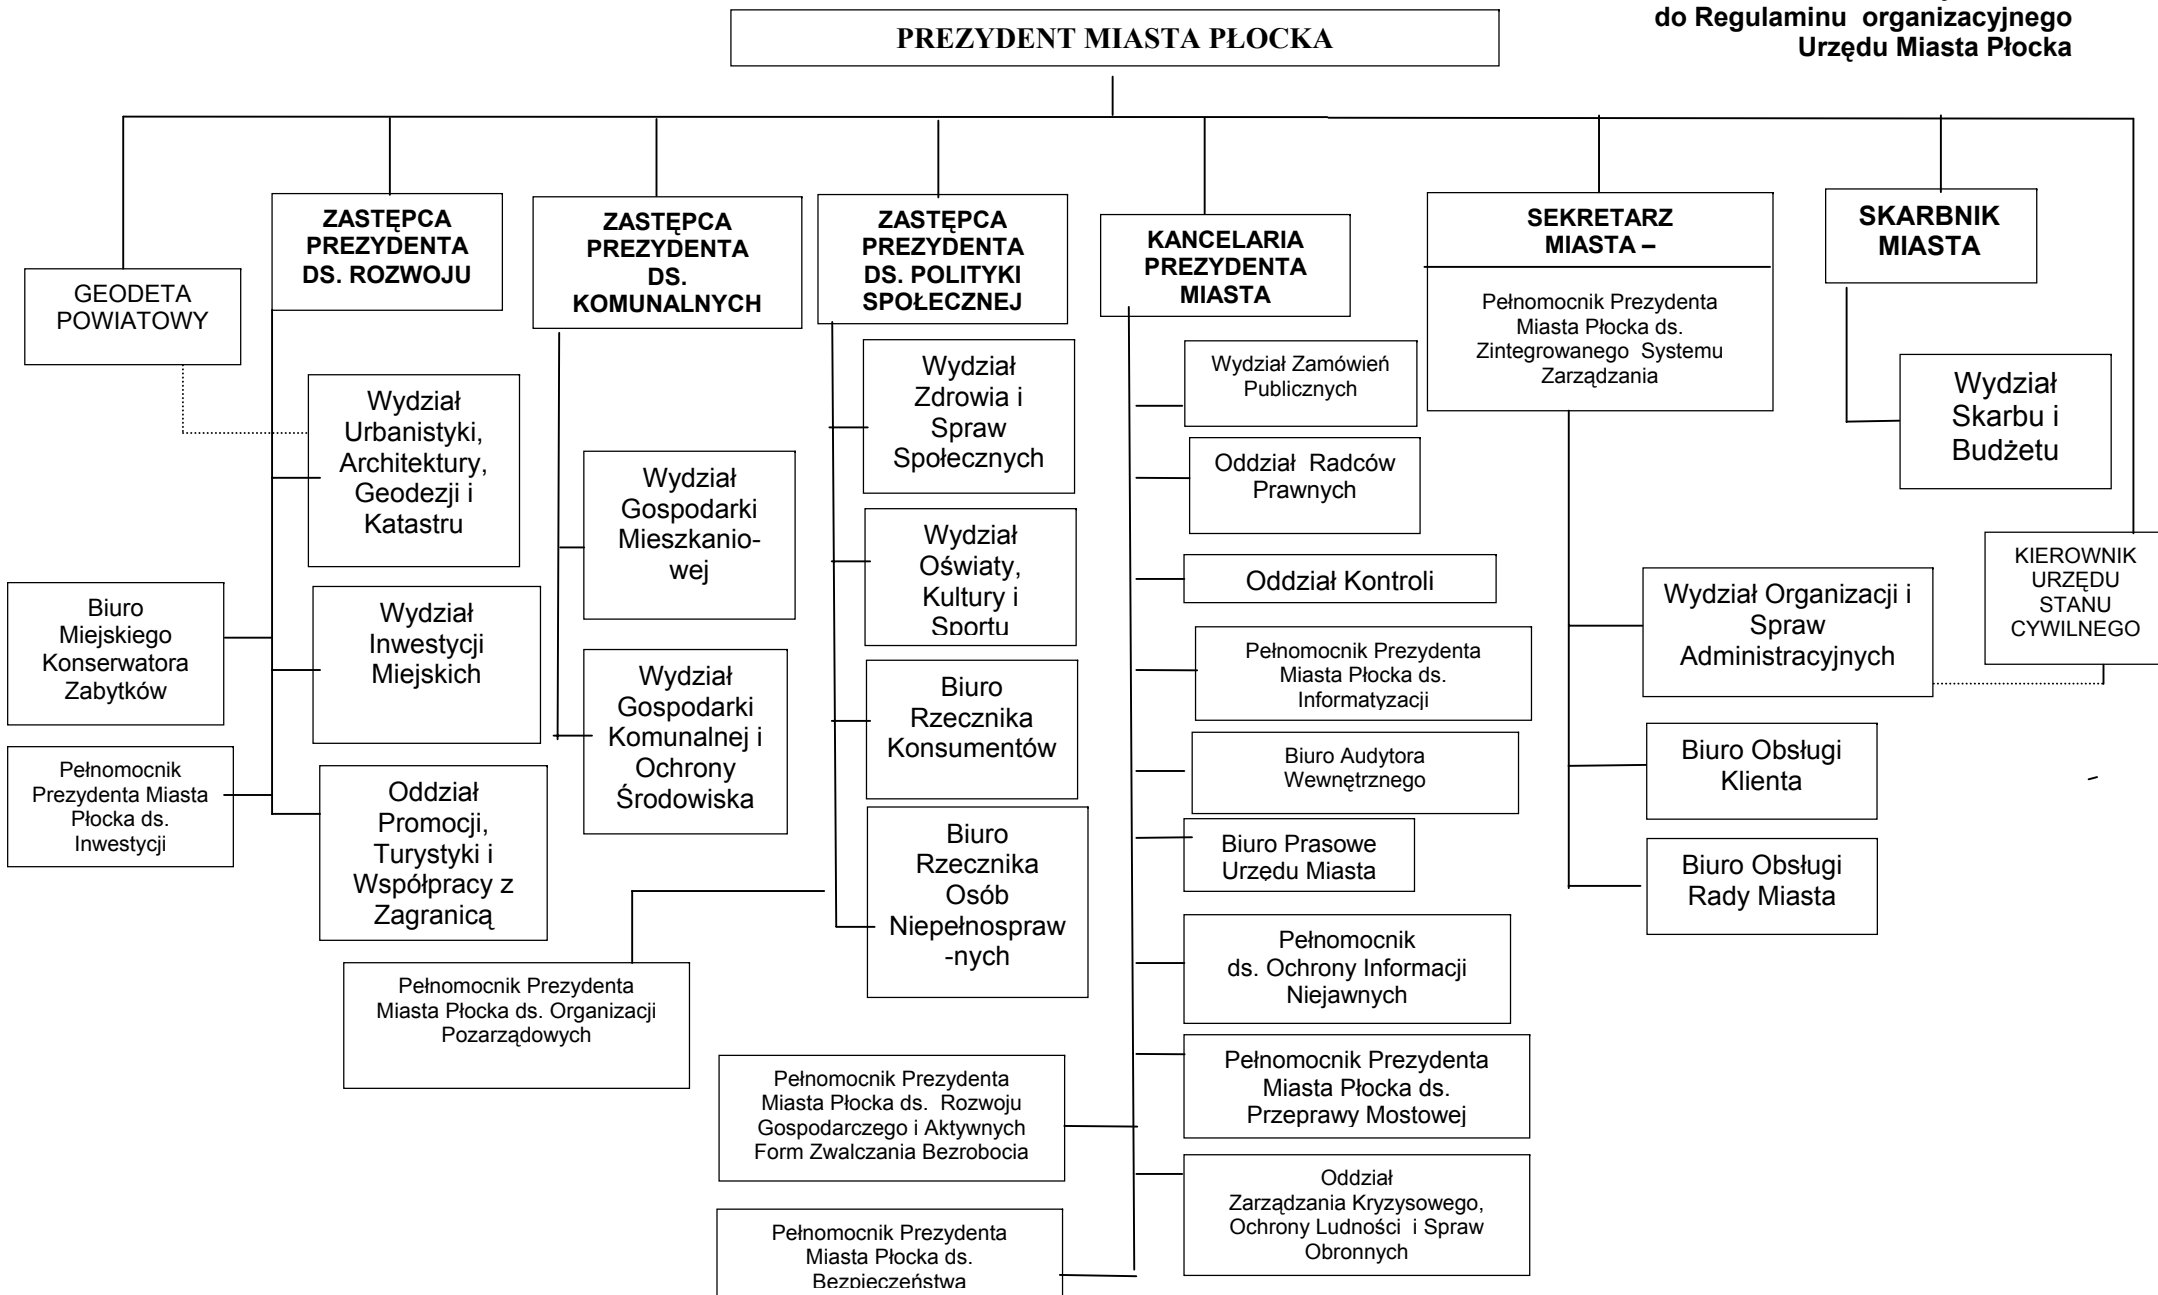 do Regulaminu organizacyjnego
Urzędu Miasta Płocka
PREZYDENT MIASTA PŁOCKA
GEODETA
POWIATOWY
ZASTĘPCA
PREZYDENTA
DS. ROZWOJU
ZASTĘPCA
PREZYDENTA
DS.
KOMUNALNYCH
ZASTĘPCA
PREZYDENTA
DS. POLITYKI
SPOŁECZNEJ
KANCELARIA
PREZYDENTA
MIASTA
SEKRETARZ
MIASTA –
Pełnomocnik Prezydenta
Miasta Płocka ds.
Zintegrowanego Systemu
Zarządzania
SKARBNIK
MIASTA
KIEROWNIK
URZĘDU
STANU
CYWILNEGO
Wydział
Urbanistyki,
Architektury,
Geodezji i
Katastru
Biuro
Miejskiego
Konserwatora
Zabytków
Wydział
Inwestycji
Miejskich
Pełnomocnik
Prezydenta Miasta
Płocka ds.
Inwestycji
Oddział
Promocji,
Turystyki i
Współpracy z
Zagranicą
Wydział
Gospodarki
Mieszkanio-
wej
Wydział
Gospodarki
Komunalnej i
Ochrony
Środowiska
Wydział
Zdrowia i
Spraw
Społecznych
Wydział
Oświaty,
Kultury i
Sportu
Biuro
Rzecznika
Konsumentów
Biuro
Rzecznika
Osób
Niepełnospraw
-nych
Pełnomocnik Prezydenta
Miasta Płocka ds. Organizacji
Pozarządowych
Wydział Zamówień
Publicznych
Oddział Radców
Prawnych
Oddział Kontroli
Pełnomocnik Prezydenta
Miasta Płocka ds.
Informatyzacji
Biuro Audytora
Wewnętrznego
Biuro Prasowe
Urzędu Miasta
Pełnomocnik
ds. Ochrony Informacji
Niejawnych
Pełnomocnik Prezydenta
Miasta Płocka ds.
Przeprawy Mostowej
Pełnomocnik Prezydenta
Miasta Płocka ds. Rozwoju
Gospodarczego i Aktywnych
Form Zwalczania Bezrobocia
Oddział
Zarządzania Kryzysowego,
Ochrony Ludności i Spraw
Obronnych
Pełnomocnik Prezydenta
Miasta Płocka ds.
Bezpieczeństwa
Wydział Organizacji i
Spraw
Administracyjnych
Biuro Obsługi
Klienta
Biuro Obsługi
Rady Miasta
Wydział
Skarbu i
Budżetu